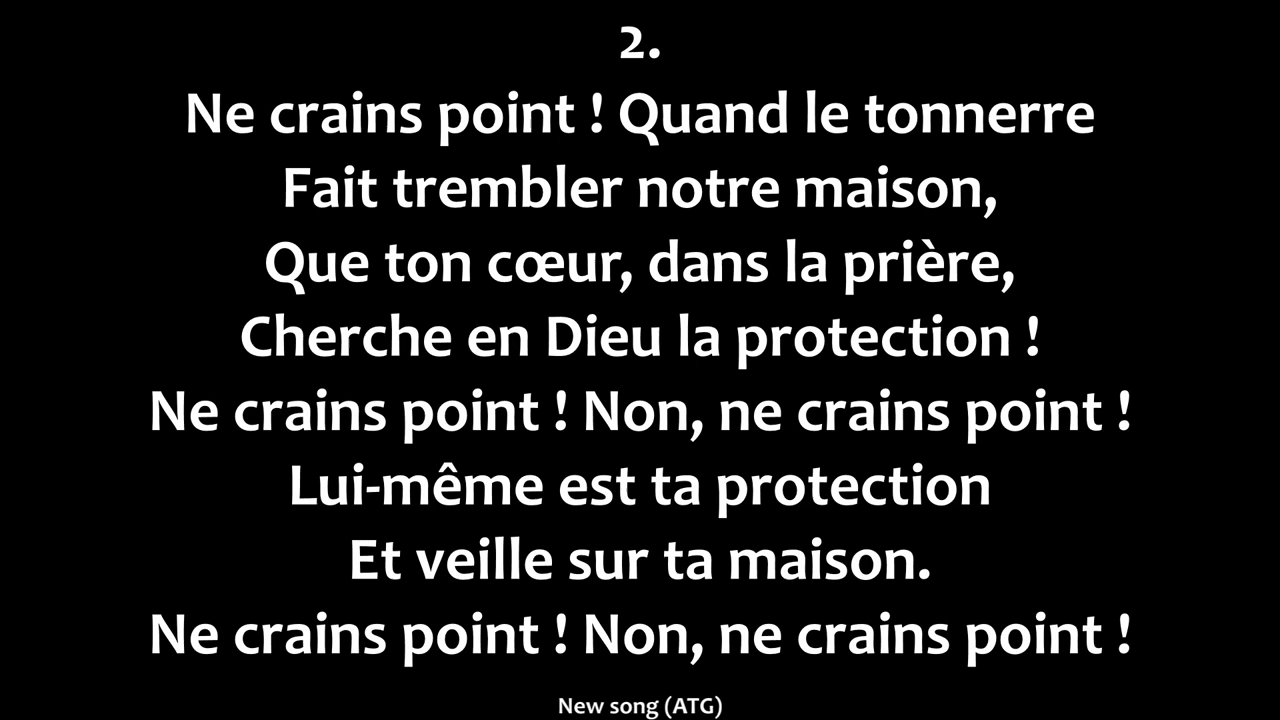 2.
Ne crains point ! Quand le tonnerre
Fait trembler notre maison,
Que ton cœur, dans la prière,
Cherche en Dieu la protection !
Ne crains point ! Non, ne crains point !
Lui-même est ta protection
Et veille sur ta maison.
Ne crains point ! Non, ne crains point !
New song (ATG)